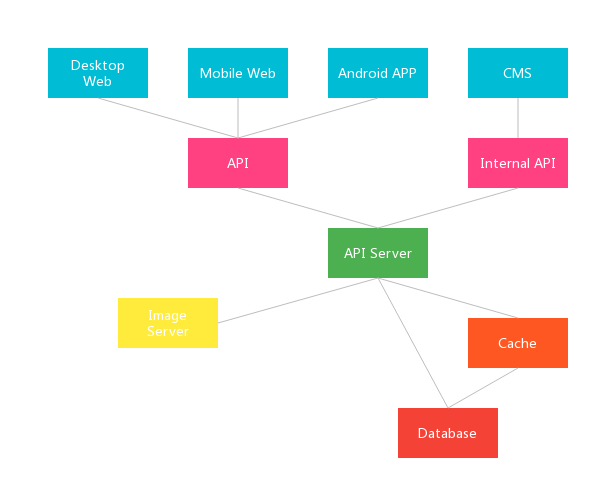 Desktop
Web
Mobile Web
Android APP
CMS
API
Internal API
API Server
Image
Server
Cache
Database